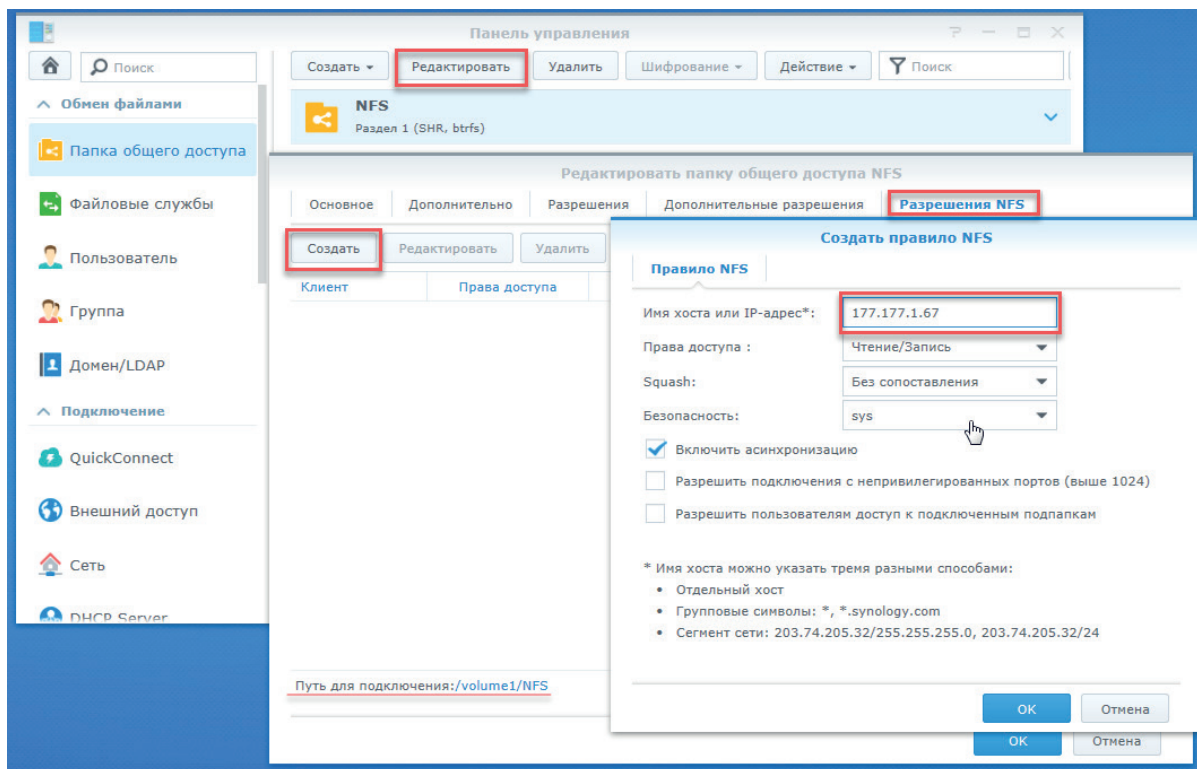 Панель управления
Поиск
Создать
Редактировать
Удалить
Шифрование
Действие
Поиск
Обмен файлами
Папка общего доступа
Файловые службы
Пользователь
Группа
Домен/LDAP
Подключение
QuickConnect
Внешний доступ
Сеть
DHCP Server
NFS
Раздел 1 (SHR, btrfs)
Редактировать папку общего доступа NFS
Основное
Дополнительно
Разрешения
Дополнительные разрешения
Разрешения NFS
Создать
Редактировать
Удалить
Клиент
Права доступа
Путь для подключения:/volume1/NFS
Создать правило NFS
Правило NFS
Имя хоста или IP-адрес*: 177.177.1.67
Права доступа : Чтение/Запись
Squash: Без сопоставления
Безопасность: sys
Включить асинхронизацию
Разрешить подключения с непривилегированных портов (выше 1024)
Разрешить пользователям доступ к подключенным подпапкам
* Имя хоста можно указать тремя разными способами:
• Отдельный хост
• Групповые символы: *, *.synology.com
• Сегмент сети: 203.74.205.32/255.255.255.0, 203.74.205.32/24
OK
Отмена
OK
Отмена